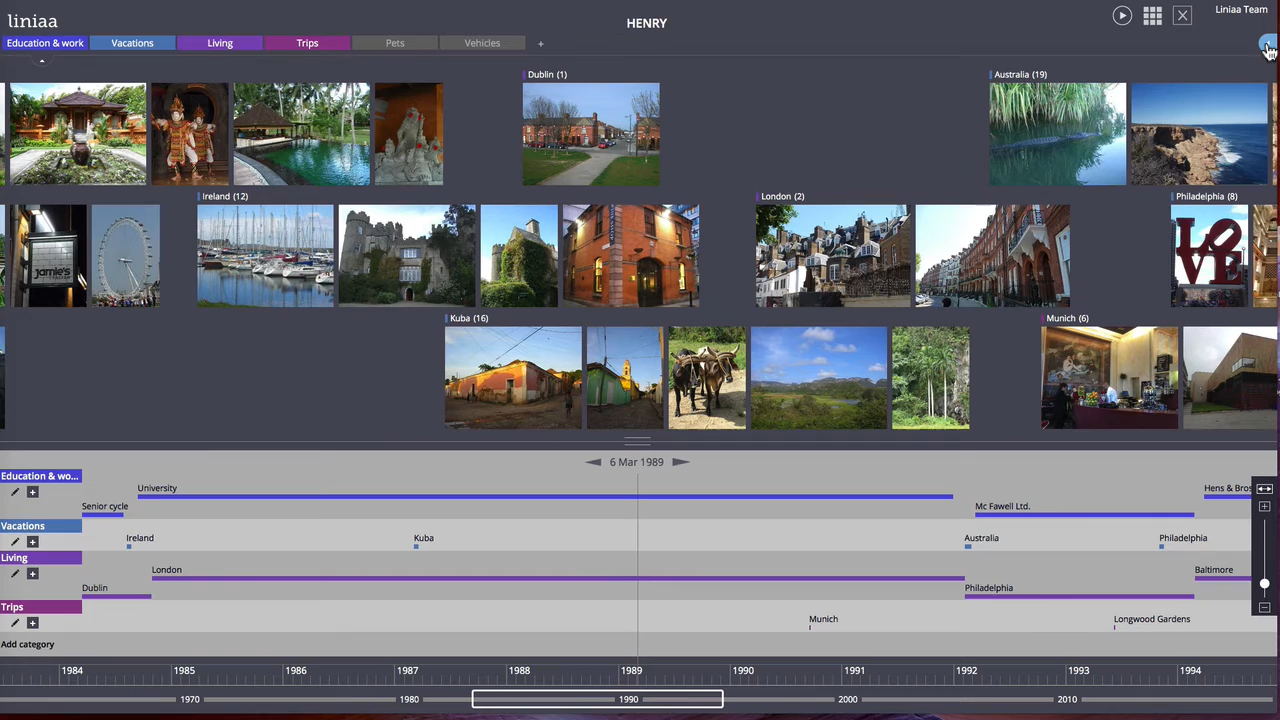 liniaa
HENRY
Liniaa Team
Education & work
Vacations
Living
Trips
Pets
Vehicles
+
Dublin (1)
Australia (19)
Ireland (12)
London (2)
Philadelphia (8)
jamie's
LOVE
Kuba (16)
Munich (6)
6 Mar 1989
Education & wo...
University
Hens & Bros
Senior cycle
Mc Fawell Ltd.
Vacations
Ireland
Kuba
Australia
Philadelphia
Living
London
Baltimore
Dublin
Philadelphia
Trips
Munich
Longwood Gardens
Add category
1984 1985 1986 1987 1988 1989 1990 1991 1992 1993 1994
1970 1980 1990 2000 2010